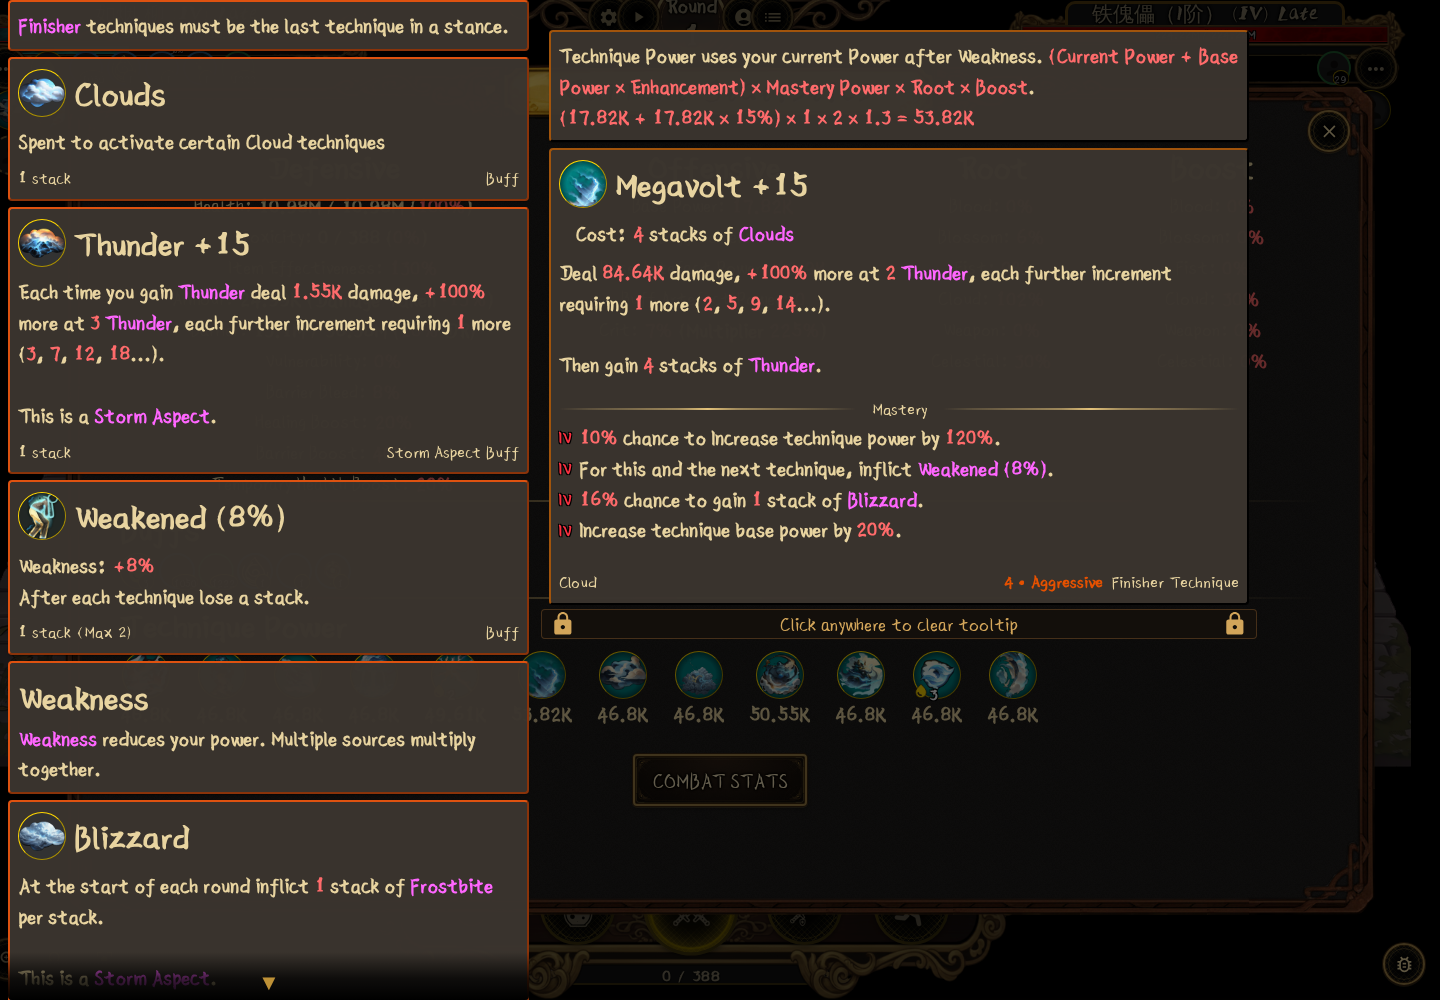 Finisher techniques must be the last technique in a stance.
Clouds
Spent to activate certain Cloud techniques
1 stack
Buff
Thunder +15
Each time you gain Thunder deal 1.55K damage, +100%
more at 3 Thunder, each further increment requiring 1 more
(3, 7, 12, 18...).
This is a Storm Aspect.
1 stack
Storm Aspect Buff
Weakened (8%)
Weakness: +8%
After each technique lose a stack.
1 stack (Max 2)
Buff
Weakness
Weakness reduces your power. Multiple sources multiply
together.
Blizzard
At the start of each round inflict 1 stack of Frostbite
per stack.
This is a Storm Aspect.
Round
铁傀儡 (1阶) (IV) Late
Technique Power uses your current Power after Weakness. (Current Power + Base
Power × Enhancement) × Mastery Power × Root × Boost.
(17.82K + 17.82K × 15%) × 1 × 2 × 1.3 = 53.82K
Megavolt +15
Cost: 4 stacks of Clouds
Deal 84.64K damage, +100% more at 2 Thunder, each further increment
requiring 1 more (2, 5, 9, 14...).
Then gain 4 stacks of Thunder.
Mastery
IV 10% chance to Increase technique power by 120%.
IV For this and the next technique, inflict Weakened (8%).
IV 16% chance to gain 1 stack of Blizzard.
IV Increase technique base power by 20%.
Cloud
4 • Aggressive Finisher Technique
Click anywhere to clear tooltip
3
3.82K 46.8K 46.8K 50.55K 46.8K 46.8K 46.8K
COMBAT STATS
0 / 388